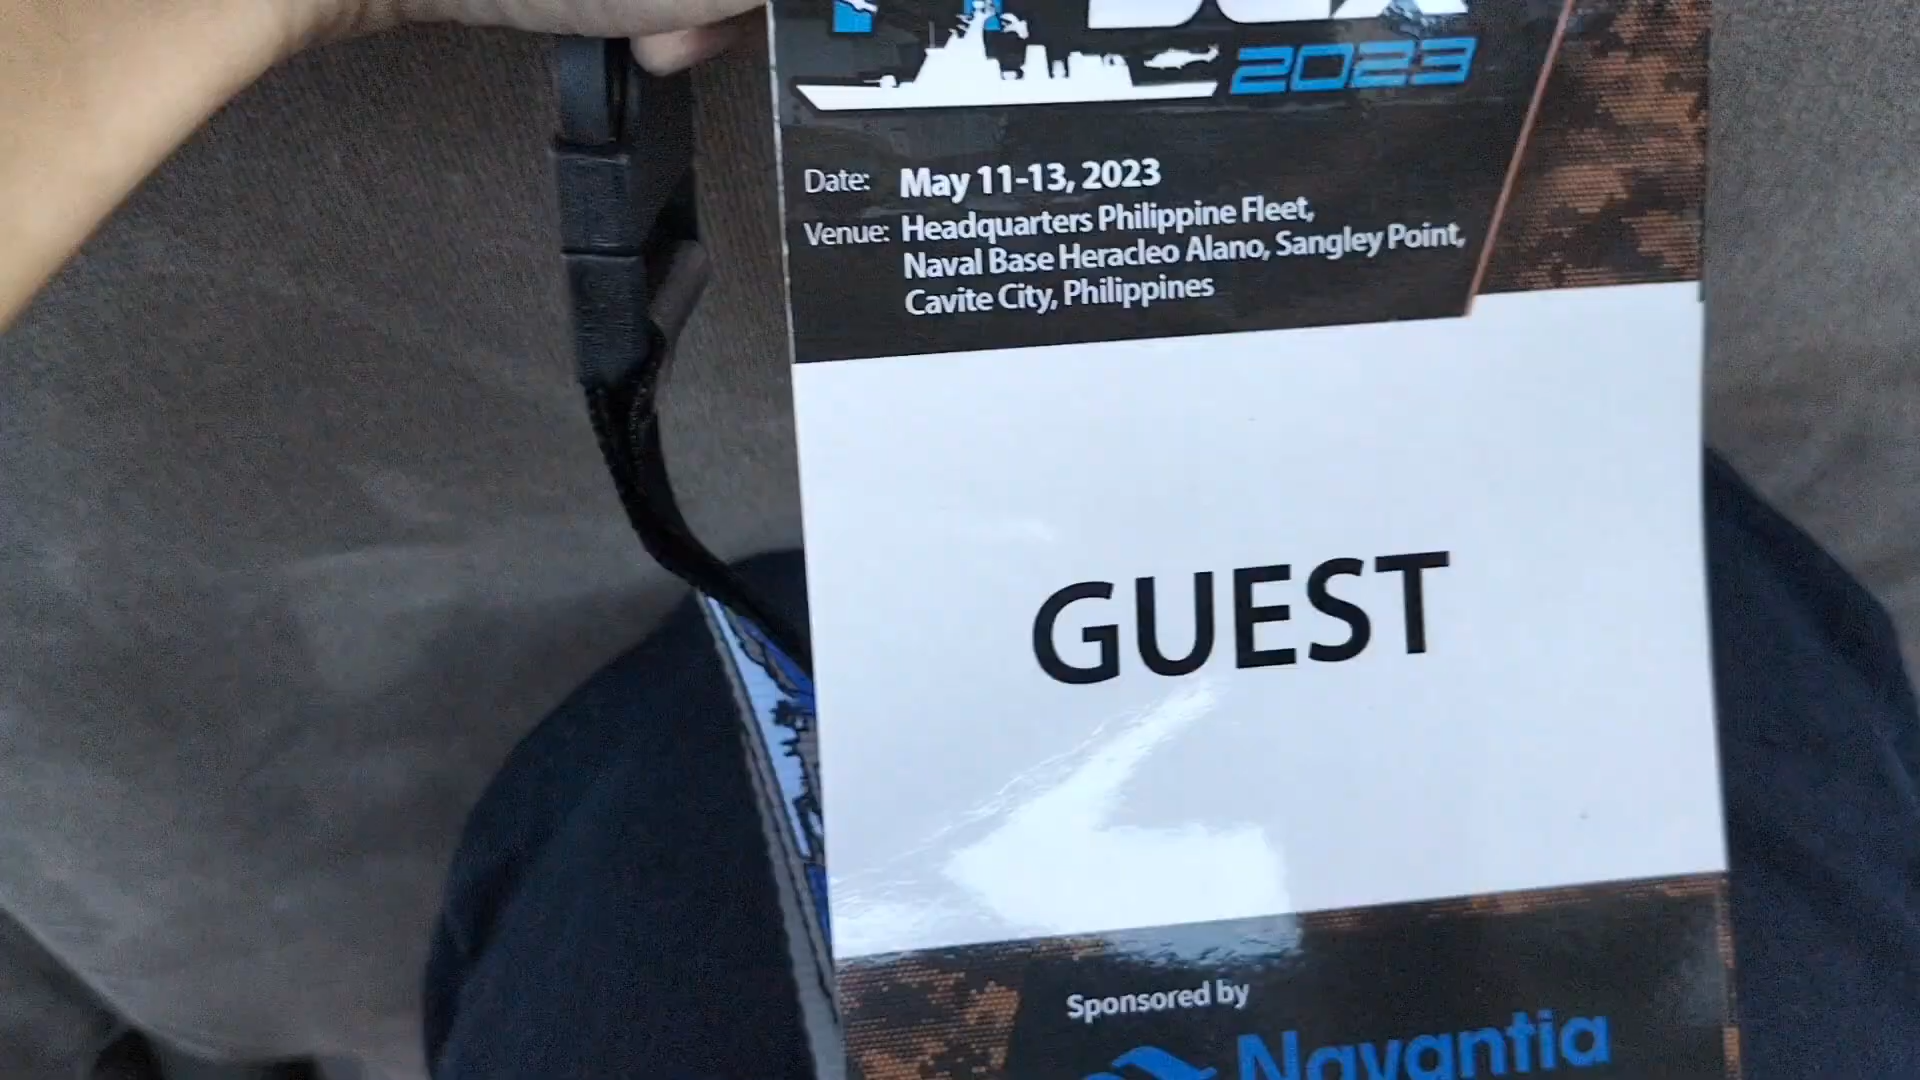 2023
Date: May 11-13, 2023
Venue: Headquarters Philippine Fleet,
Naval Base Heracleo Alano, Sangley Point,
Cavite City, Philippines
GUEST
Sponsored by
Navantia